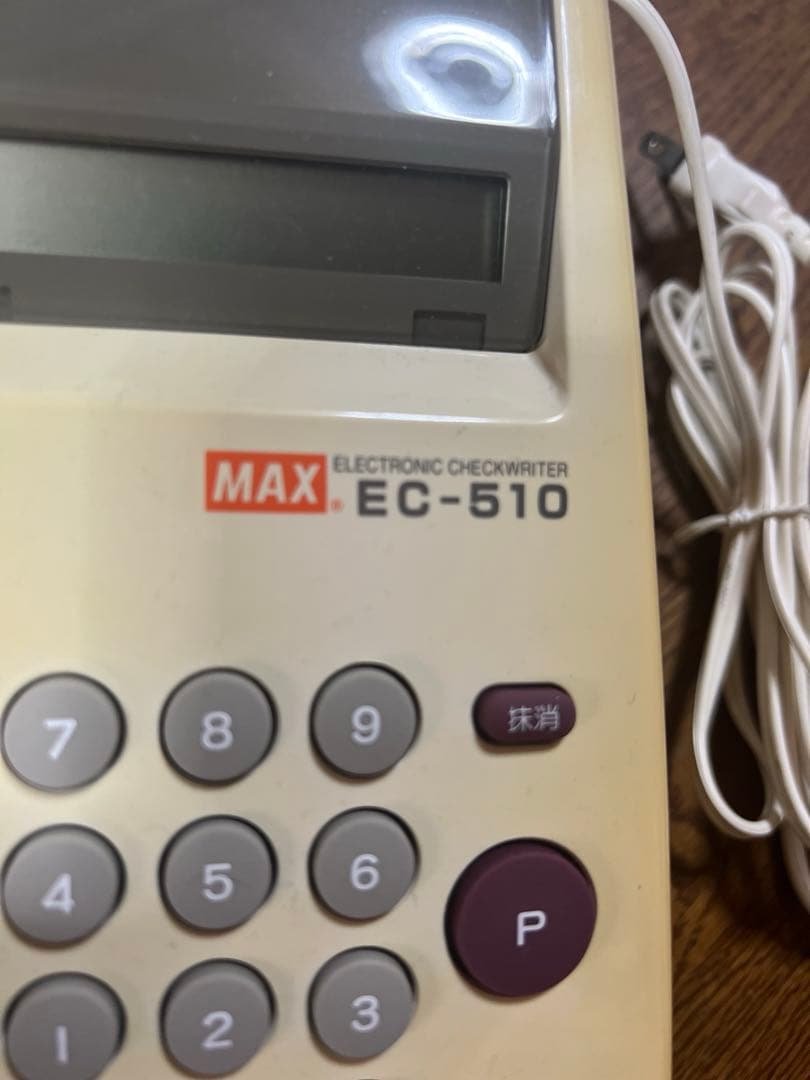 MAX® ELECTRONIC CHECKWRITER
EC-510
7 8 9 抹消
4 5 6 P
1 2 3